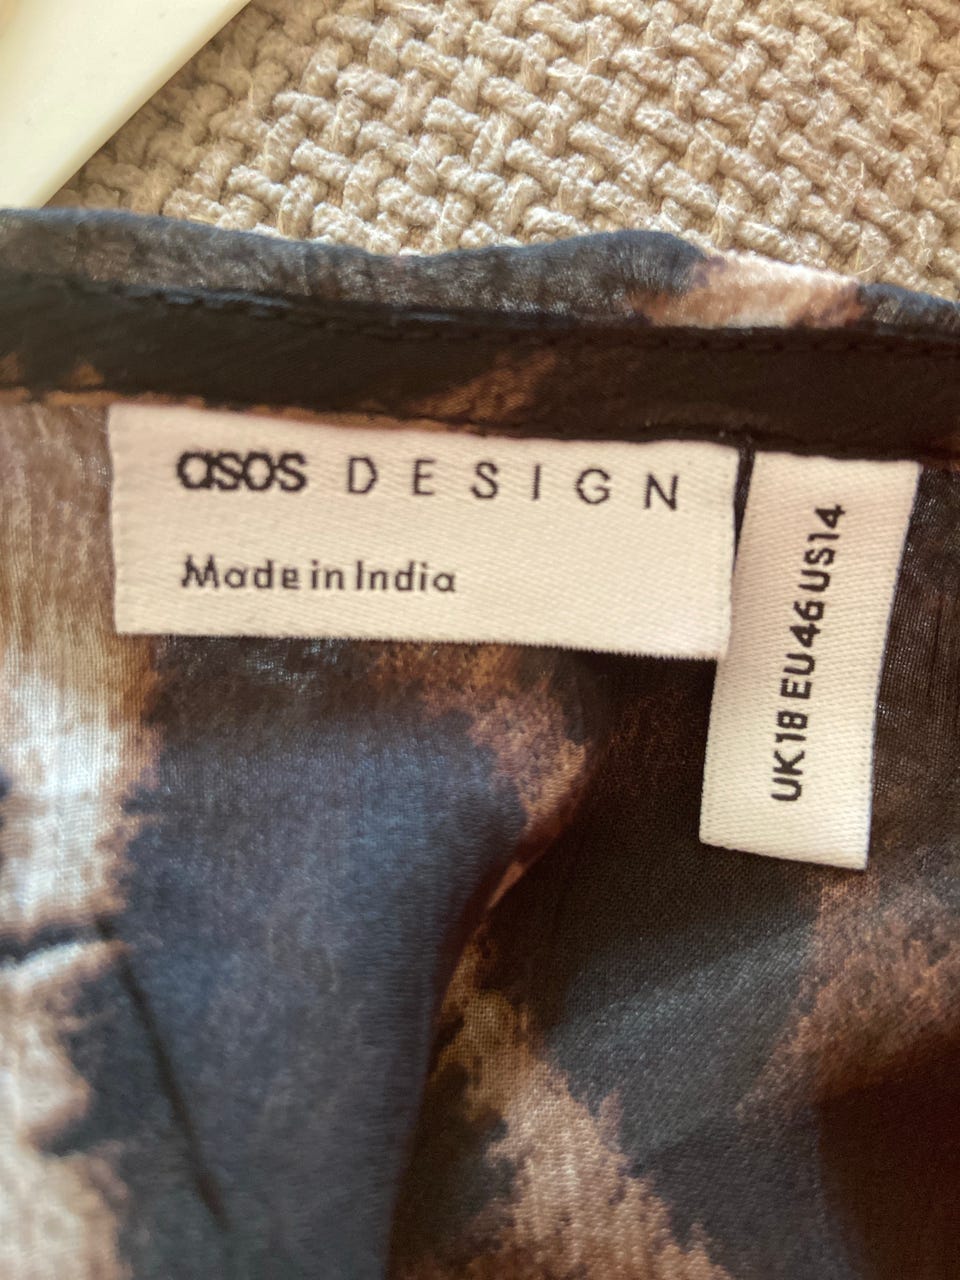 asos DESIGN
Made in India
UK18 EU46 US14